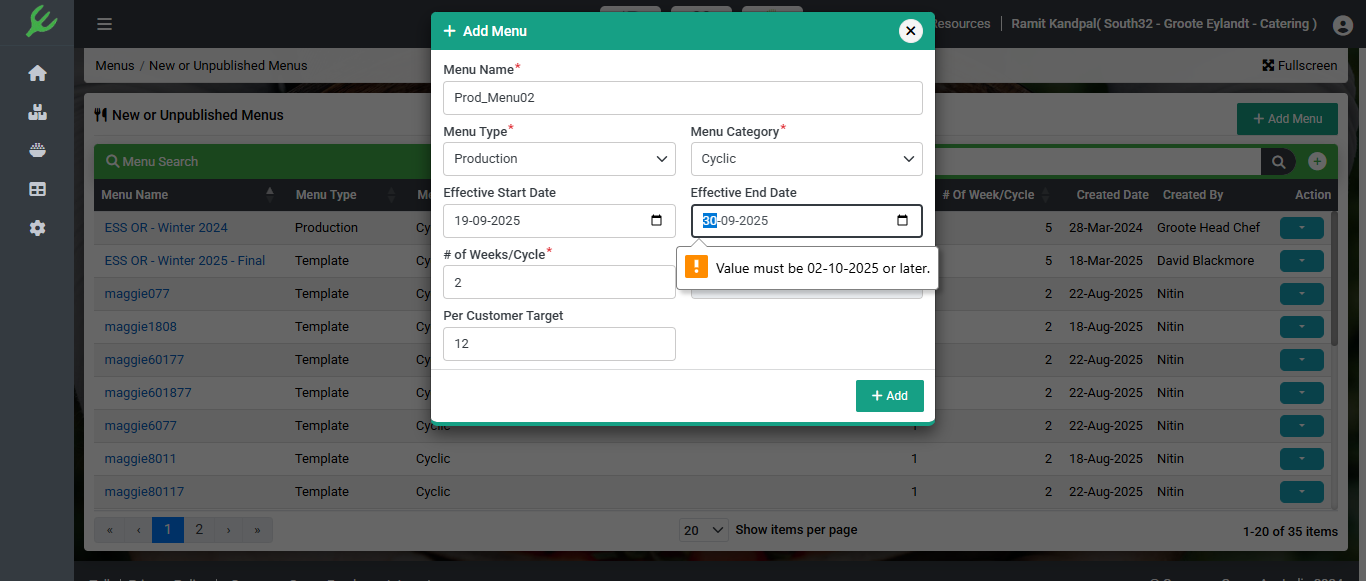 esources
Ramit Kandpal( South32 - Groote Eylandt - Catering )
Menus / New or Unpublished Menus
Fullscreen
New or Unpublished Menus
+ Add Menu
Menu Search
Menu Name Menu Type # Of Week/Cycle Created Date Created By Action
ESS OR - Winter 2024 Production 5 28-Mar-2024 Groote Head Chef
ESS OR - Winter 2025 - Final Template 5 18-Mar-2025 David Blackmore
maggie077 Template 2 22-Aug-2025 Nitin
maggie1808 Template 2 18-Aug-2025 Nitin
maggie60177 Template 2 22-Aug-2025 Nitin
maggie601877 Template 2 22-Aug-2025 Nitin
maggie6077 Template Cyclic 1 2 22-Aug-2025 Nitin
maggie8011 Template Cyclic 1 2 18-Aug-2025 Nitin
maggie80117 Template Cyclic 1 2 22-Aug-2025 Nitin
« ‹ 1 2 › »
20 Show items per page
1-20 of 35 items
+ Add Menu
Menu Name*
Prod_Menu02
Menu Type* Menu Category*
Production Cyclic
Effective Start Date Effective End Date
19-09-2025 30-09-2025
# of Weeks/Cycle*
2
Value must be 02-10-2025 or later.
Per Customer Target
12
+ Add